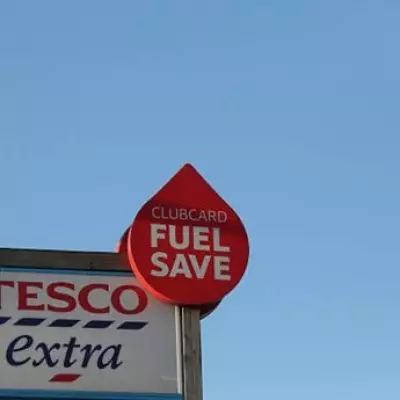 CLUBCARD
FUEL
SAVE
TESCO
extra